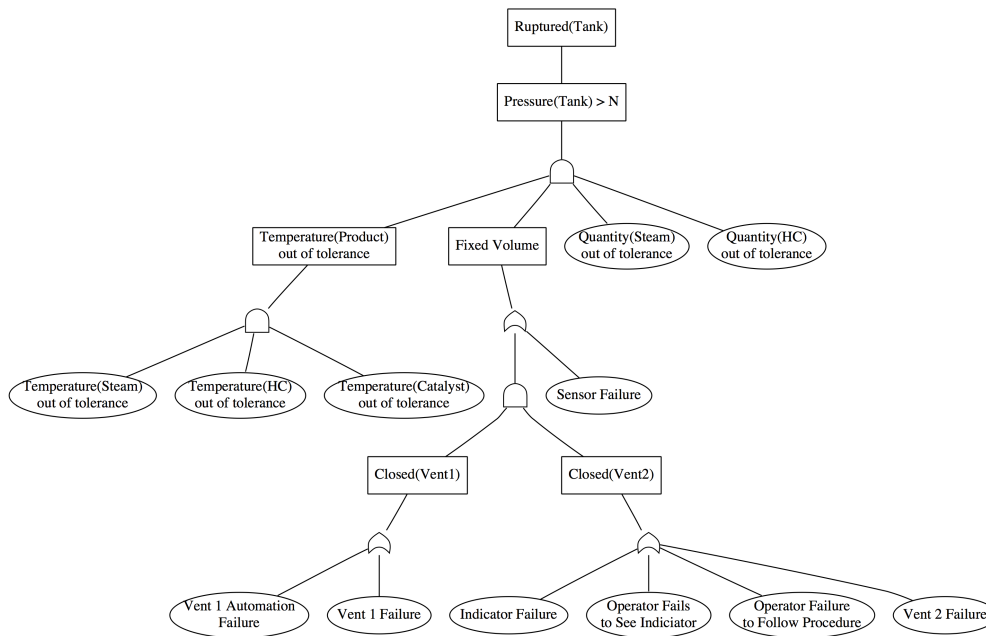 Ruptured(Tank)
Pressure(Tank) > N
Temperature(Product)
out of tolerance
Fixed Volume
Quantity(Steam)
out of tolerance
Quantity(HC)
out of tolerance
Temperature(Steam)
out of tolerance
Temperature(HC)
out of tolerance
Temperature(Catalyst)
out of tolerance
Sensor Failure
Closed(Vent1)
Closed(Vent2)
Vent 1 Automation
Failure
Vent 1 Failure
Indicator Failure
Operator Fails
to See Indiciator
Operator Failure
to Follow Procedure
Vent 2 Failure